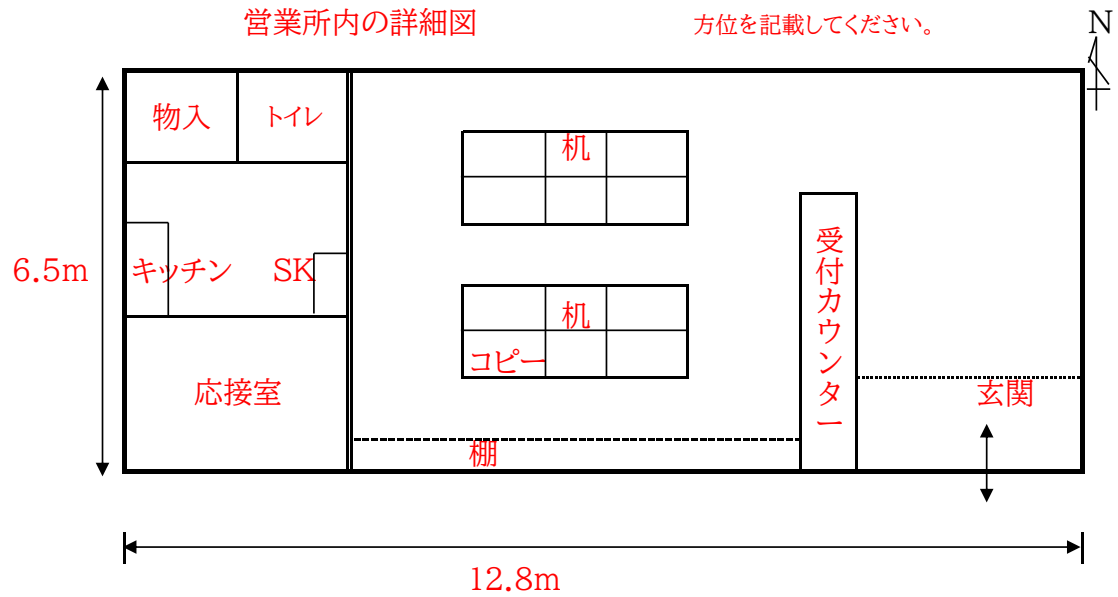 営業所内の詳細図
方位を記載してください。
N
物入
トイレ
机
受付カウンター
6.5m
キッチン
SK
机
コピー
応接室
玄関
棚
12.8m